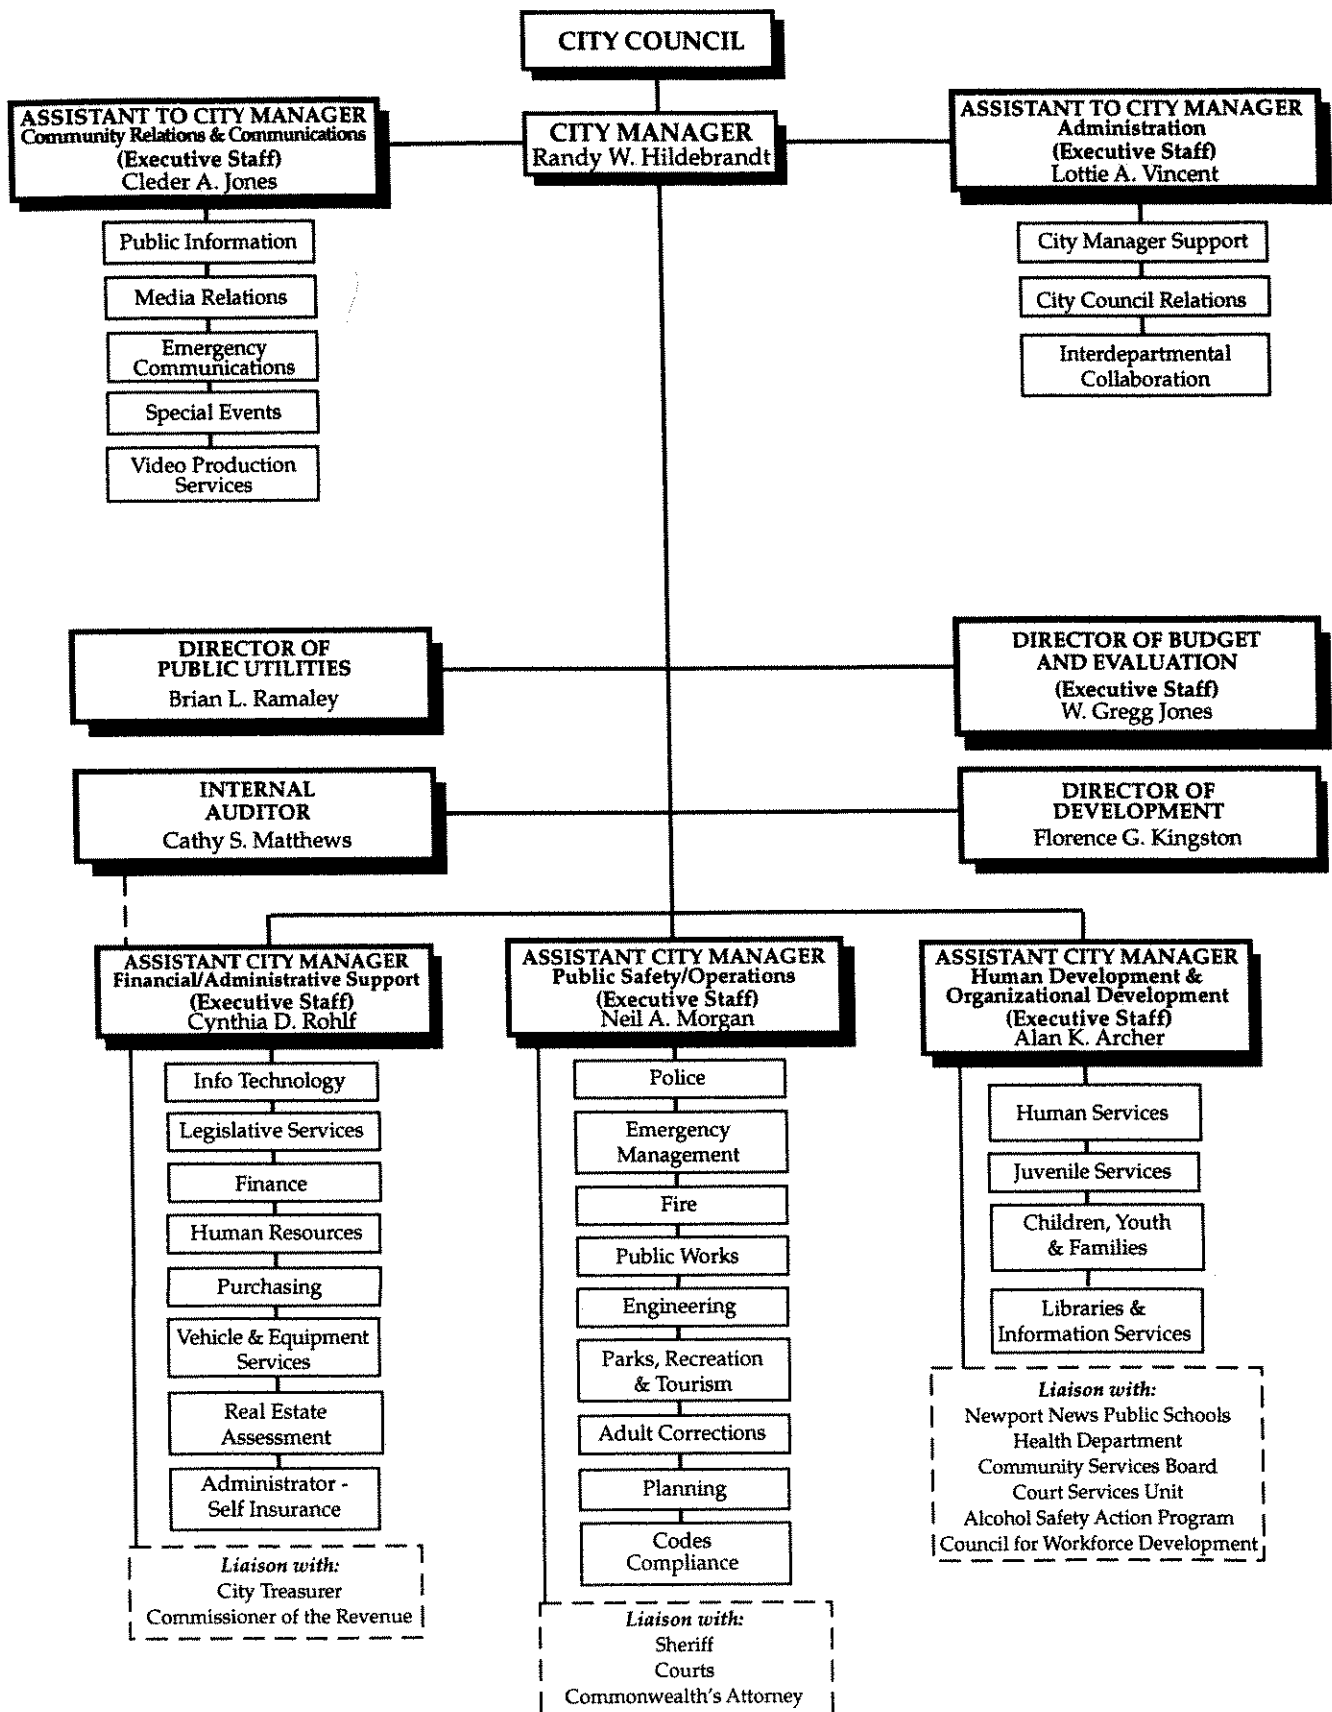 CITY COUNCIL
CITY MANAGER
Randy W. Hildebrandt
ASSISTANT TO CITY MANAGER
Community Relations & Communications
(Executive Staff)
Cleder A. Jones
Public Information
Media Relations
Emergency
Communications
Special Events
Video Production
Services
ASSISTANT TO CITY MANAGER
Administration
(Executive Staff)
Lottie A. Vincent
City Manager Support
City Council Relations
Interdepartmental
Collaboration
DIRECTOR OF
PUBLIC UTILITIES
Brian L. Ramaley
DIRECTOR OF BUDGET
AND EVALUATION
(Executive Staff)
W. Gregg Jones
INTERNAL
AUDITOR
Cathy S. Matthews
DIRECTOR OF
DEVELOPMENT
Florence G. Kingston
ASSISTANT CITY MANAGER
Financial/Administrative Support
(Executive Staff)
Cynthia D. Rohlf
Info Technology
Legislative Services
Finance
Human Resources
Purchasing
Vehicle & Equipment
Services
Real Estate
Assessment
Administrator -
Self Insurance
Liaison with:
City Treasurer
Commissioner of the Revenue
ASSISTANT CITY MANAGER
Public Safety/Operations
(Executive Staff)
Neil A. Morgan
Police
Emergency
Management
Fire
Public Works
Engineering
Parks, Recreation
& Tourism
Adult Corrections
Planning
Codes
Compliance
Liaison with:
Sheriff
Courts
Commonwealth's Attorney
ASSISTANT CITY MANAGER
Human Development &
Organizational Development
(Executive Staff)
Alan K. Archer
Human Services
Juvenile Services
Children, Youth
& Families
Libraries &
Information Services
Liaison with:
Newport News Public Schools
Health Department
Community Services Board
Court Services Unit
Alcohol Safety Action Program
Council for Workforce Development